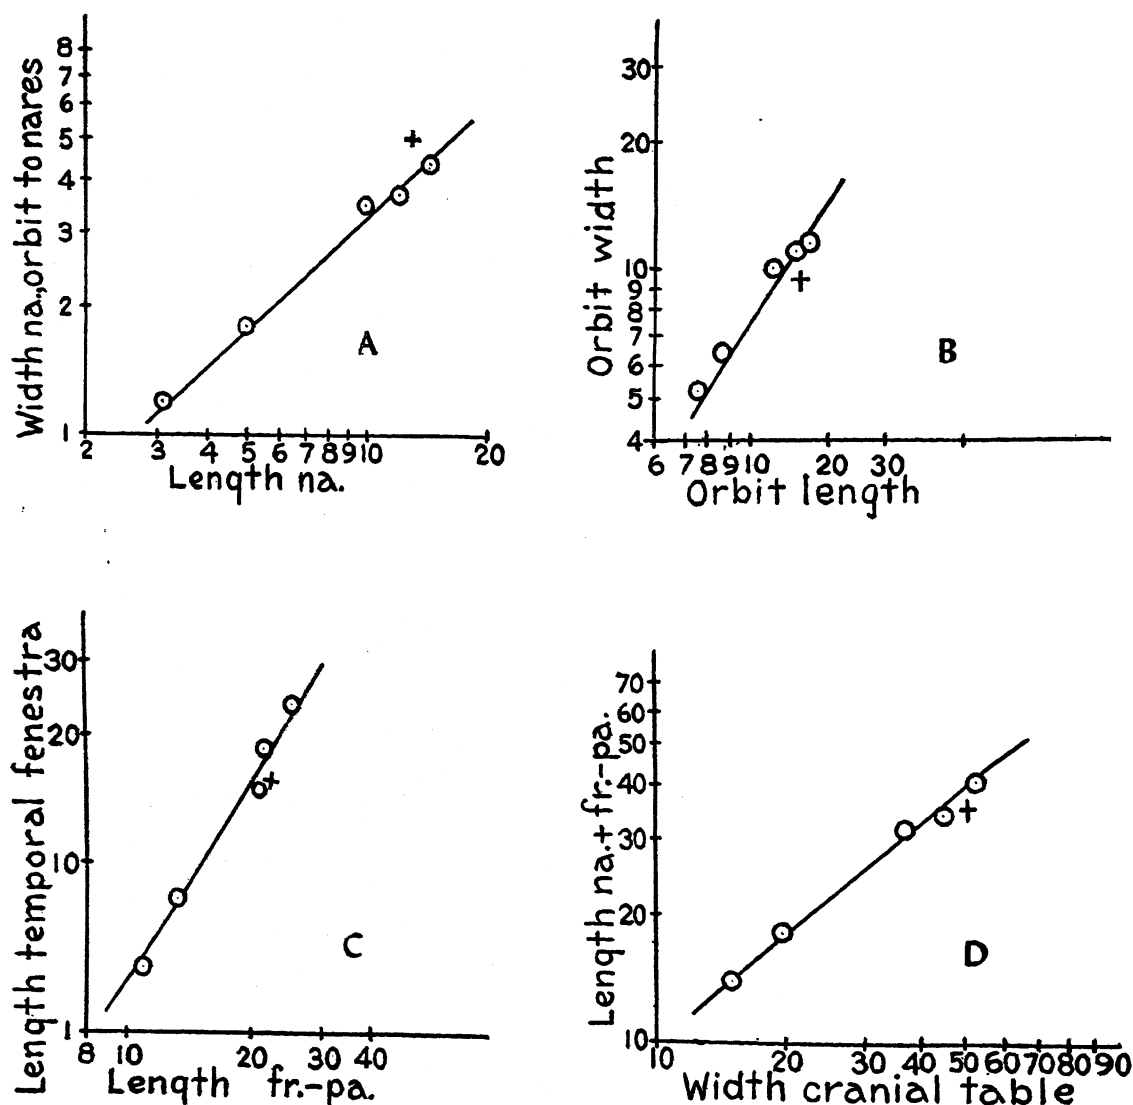 Width na., orbit to nares
8
7
6
5
4
3
2
1
2 3 4 5 6 7 8 9 10 20
Length na.
A
Orbit width
30
20
10
9
8
7
6
5
4
6 7 8 9 10 20 30
Orbit length
B
Length temporal fenestra
30
20
10
1
8 10 20 30 40
Length fr.-pa.
C
Length na.+fr.-pa.
70
60
50
40
30
20
10
10 20 30 40 50 60 70 80 90
Width cranial table
D